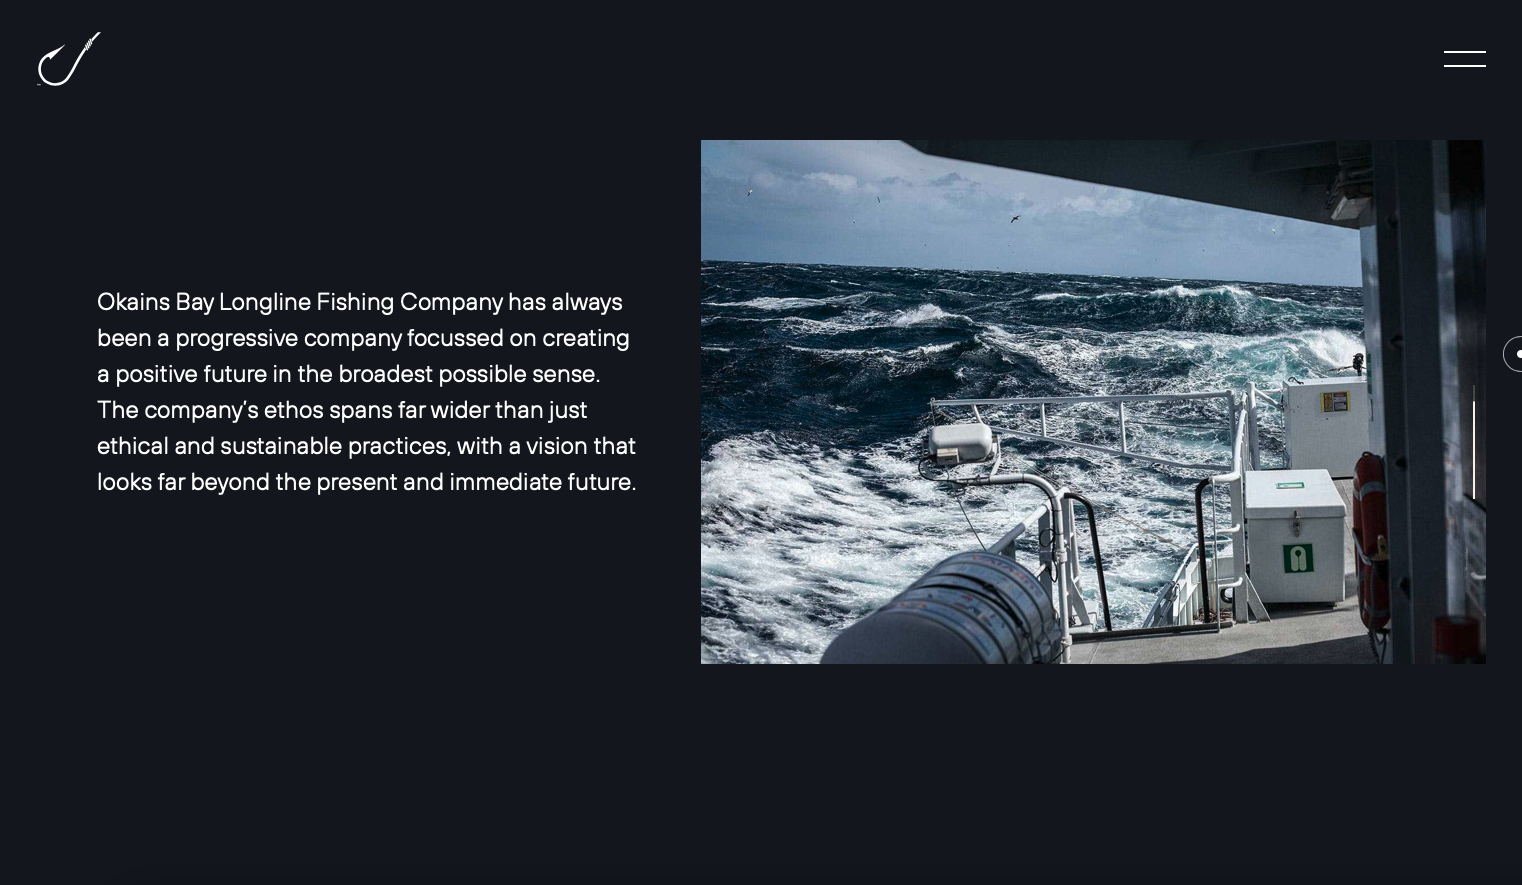 Okains Bay Longline Fishing Company has always
been a progressive company focussed on creating
a positive future in the broadest possible sense.
The company’s ethos spans far wider than just
ethical and sustainable practices, with a vision that
looks far beyond the present and immediate future.